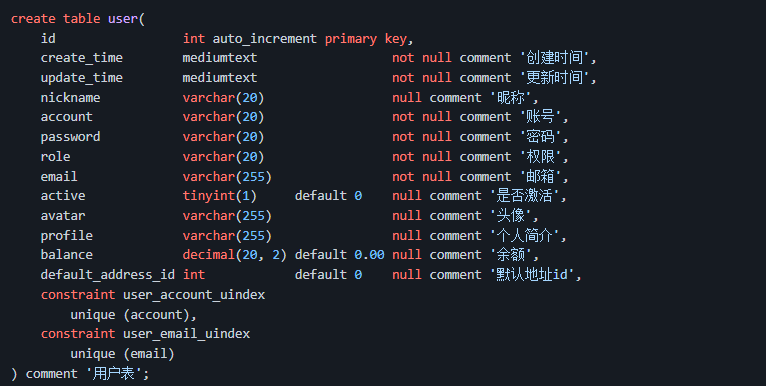 create table user(
    id                 int auto_increment primary key,
    create_time        mediumtext                  not null comment '创建时间',
    update_time        mediumtext                  not null comment '更新时间',
    nickname           varchar(20)                 null comment '昵称',
    account            varchar(20)                 not null comment '账号',
    password           varchar(20)                 not null comment '密码',
    role               varchar(20)                 not null comment '权限',
    email              varchar(255)                not null comment '邮箱',
    active             tinyint(1)     default 0    null comment '是否激活',
    avatar             varchar(255)                null comment '头像',
    profile            varchar(255)                null comment '个人简介',
    balance            decimal(20, 2) default 0.00 null comment '余额',
    default_address_id int            default 0    null comment '默认地址id',
    constraint user_account_uindex
        unique (account),
    constraint user_email_uindex
        unique (email)
) comment '用户表';